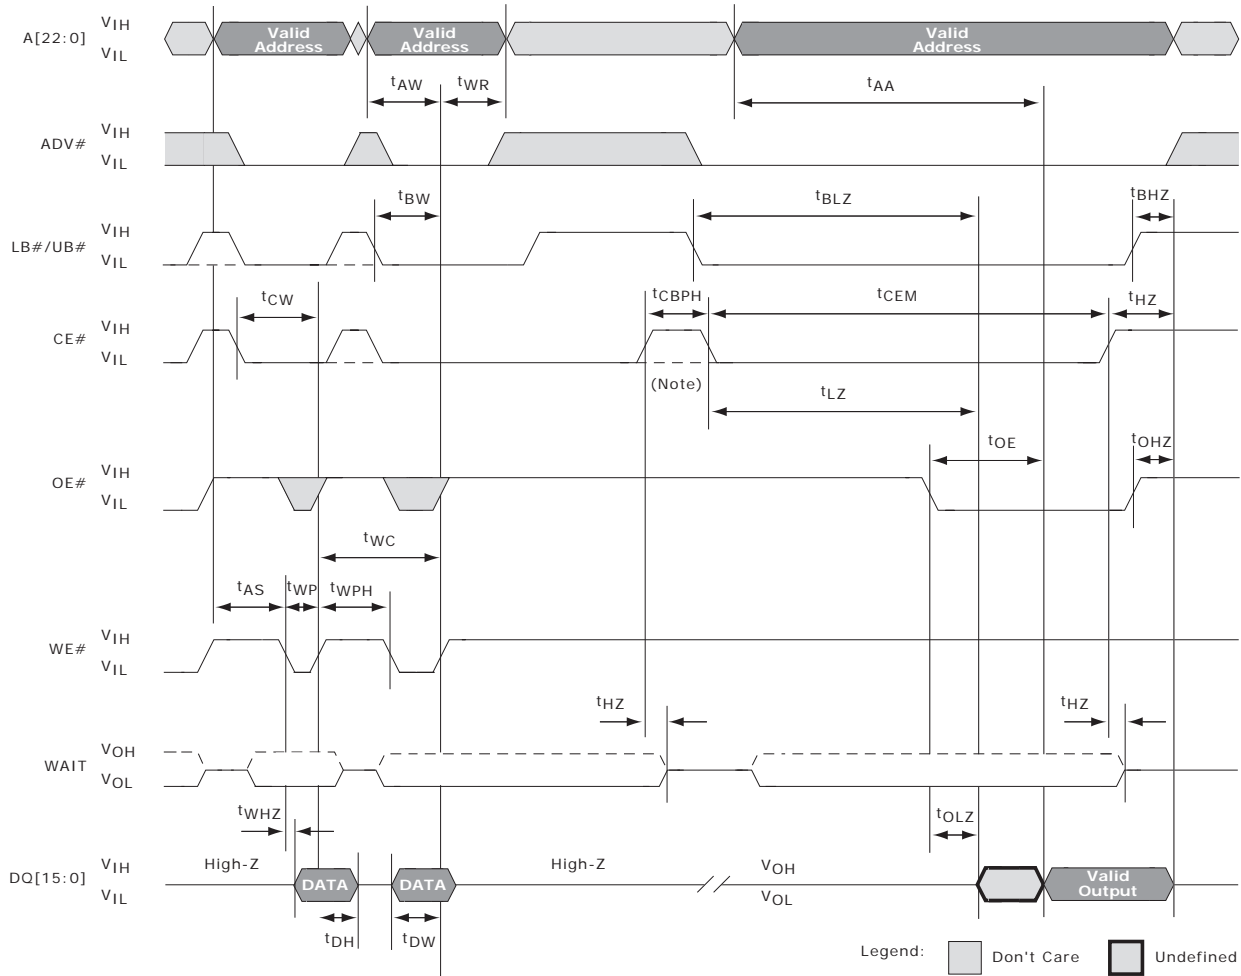 A[22:0]
VIH
VIL
Valid Address
Valid Address
Valid Address
tAW
tWR
tAA
ADV#
VIH
VIL
tBW
tBLZ
tBHZ
LB#/UB#
VIH
VIL
tCW
tCBPH
tCEM
tHZ
CE#
VIH
VIL
(Note)
tLZ
tOE
tOHZ
OE#
VIH
VIL
tWC
tAS
tWP
tWPH
WE#
VIH
VIL
tHZ
tHZ
WAIT
VOH
VOL
tWHZ
tOLZ
DQ[15:0]
VIH
VIL
High-Z
DATA
DATA
High-Z
VOH
VOL
Valid Output
tDH
tDW
Legend:
Don't Care
Undefined